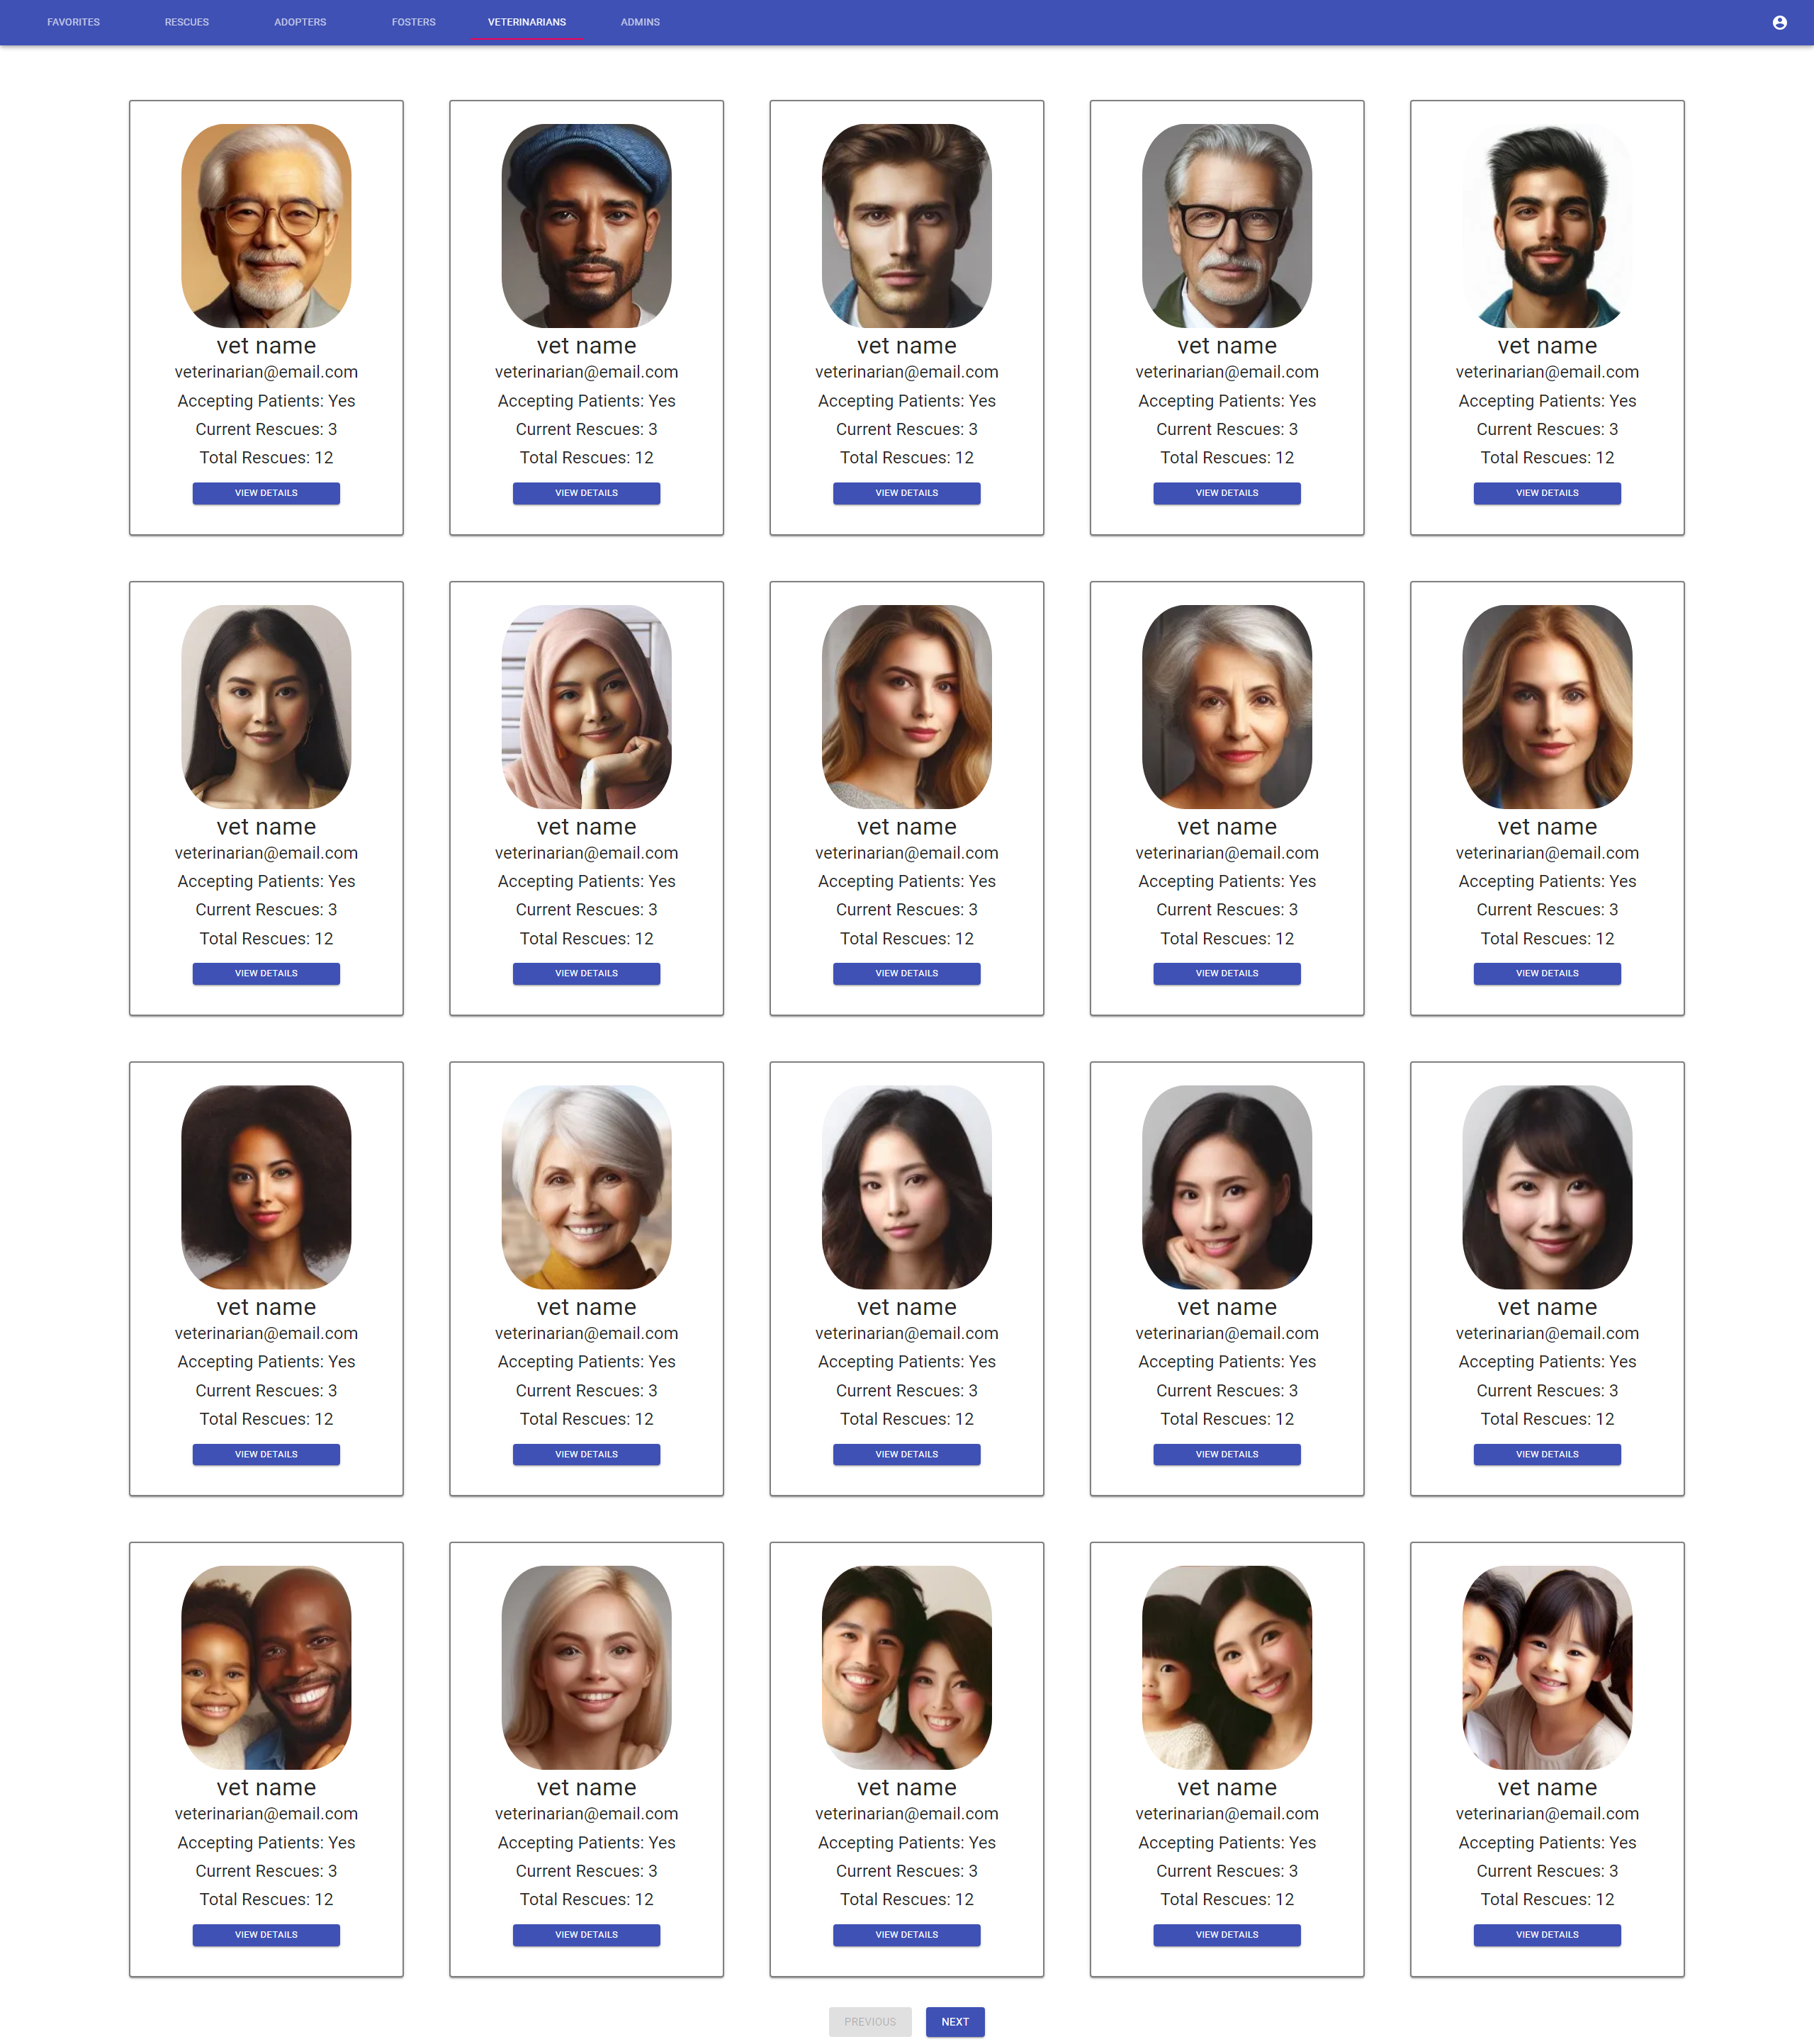 FAVORITES RESCUES ADOPTERS FOSTERS VETERINARIANS ADMINS
vet name vet name vet name vet name vet name
veterinarian@email.com veterinarian@email.com veterinarian@email.com veterinarian@email.com veterinarian@email.com
Accepting Patients: Yes Accepting Patients: Yes Accepting Patients: Yes Accepting Patients: Yes Accepting Patients: Yes
Current Rescues: 3 Current Rescues: 3 Current Rescues: 3 Current Rescues: 3 Current Rescues: 3
Total Rescues: 12 Total Rescues: 12 Total Rescues: 12 Total Rescues: 12 Total Rescues: 12
VIEW DETAILS VIEW DETAILS VIEW DETAILS VIEW DETAILS VIEW DETAILS
vet name vet name vet name vet name vet name
veterinarian@email.com veterinarian@email.com veterinarian@email.com veterinarian@email.com veterinarian@email.com
Accepting Patients: Yes Accepting Patients: Yes Accepting Patients: Yes Accepting Patients: Yes Accepting Patients: Yes
Current Rescues: 3 Current Rescues: 3 Current Rescues: 3 Current Rescues: 3 Current Rescues: 3
Total Rescues: 12 Total Rescues: 12 Total Rescues: 12 Total Rescues: 12 Total Rescues: 12
VIEW DETAILS VIEW DETAILS VIEW DETAILS VIEW DETAILS VIEW DETAILS
vet name vet name vet name vet name vet name
veterinarian@email.com veterinarian@email.com veterinarian@email.com veterinarian@email.com veterinarian@email.com
Accepting Patients: Yes Accepting Patients: Yes Accepting Patients: Yes Accepting Patients: Yes Accepting Patients: Yes
Current Rescues: 3 Current Rescues: 3 Current Rescues: 3 Current Rescues: 3 Current Rescues: 3
Total Rescues: 12 Total Rescues: 12 Total Rescues: 12 Total Rescues: 12 Total Rescues: 12
VIEW DETAILS VIEW DETAILS VIEW DETAILS VIEW DETAILS VIEW DETAILS
vet name vet name vet name vet name vet name
veterinarian@email.com veterinarian@email.com veterinarian@email.com veterinarian@email.com veterinarian@email.com
Accepting Patients: Yes Accepting Patients: Yes Accepting Patients: Yes Accepting Patients: Yes Accepting Patients: Yes
Current Rescues: 3 Current Rescues: 3 Current Rescues: 3 Current Rescues: 3 Current Rescues: 3
Total Rescues: 12 Total Rescues: 12 Total Rescues: 12 Total Rescues: 12 Total Rescues: 12
VIEW DETAILS VIEW DETAILS VIEW DETAILS VIEW DETAILS VIEW DETAILS
PREVIOUS NEXT